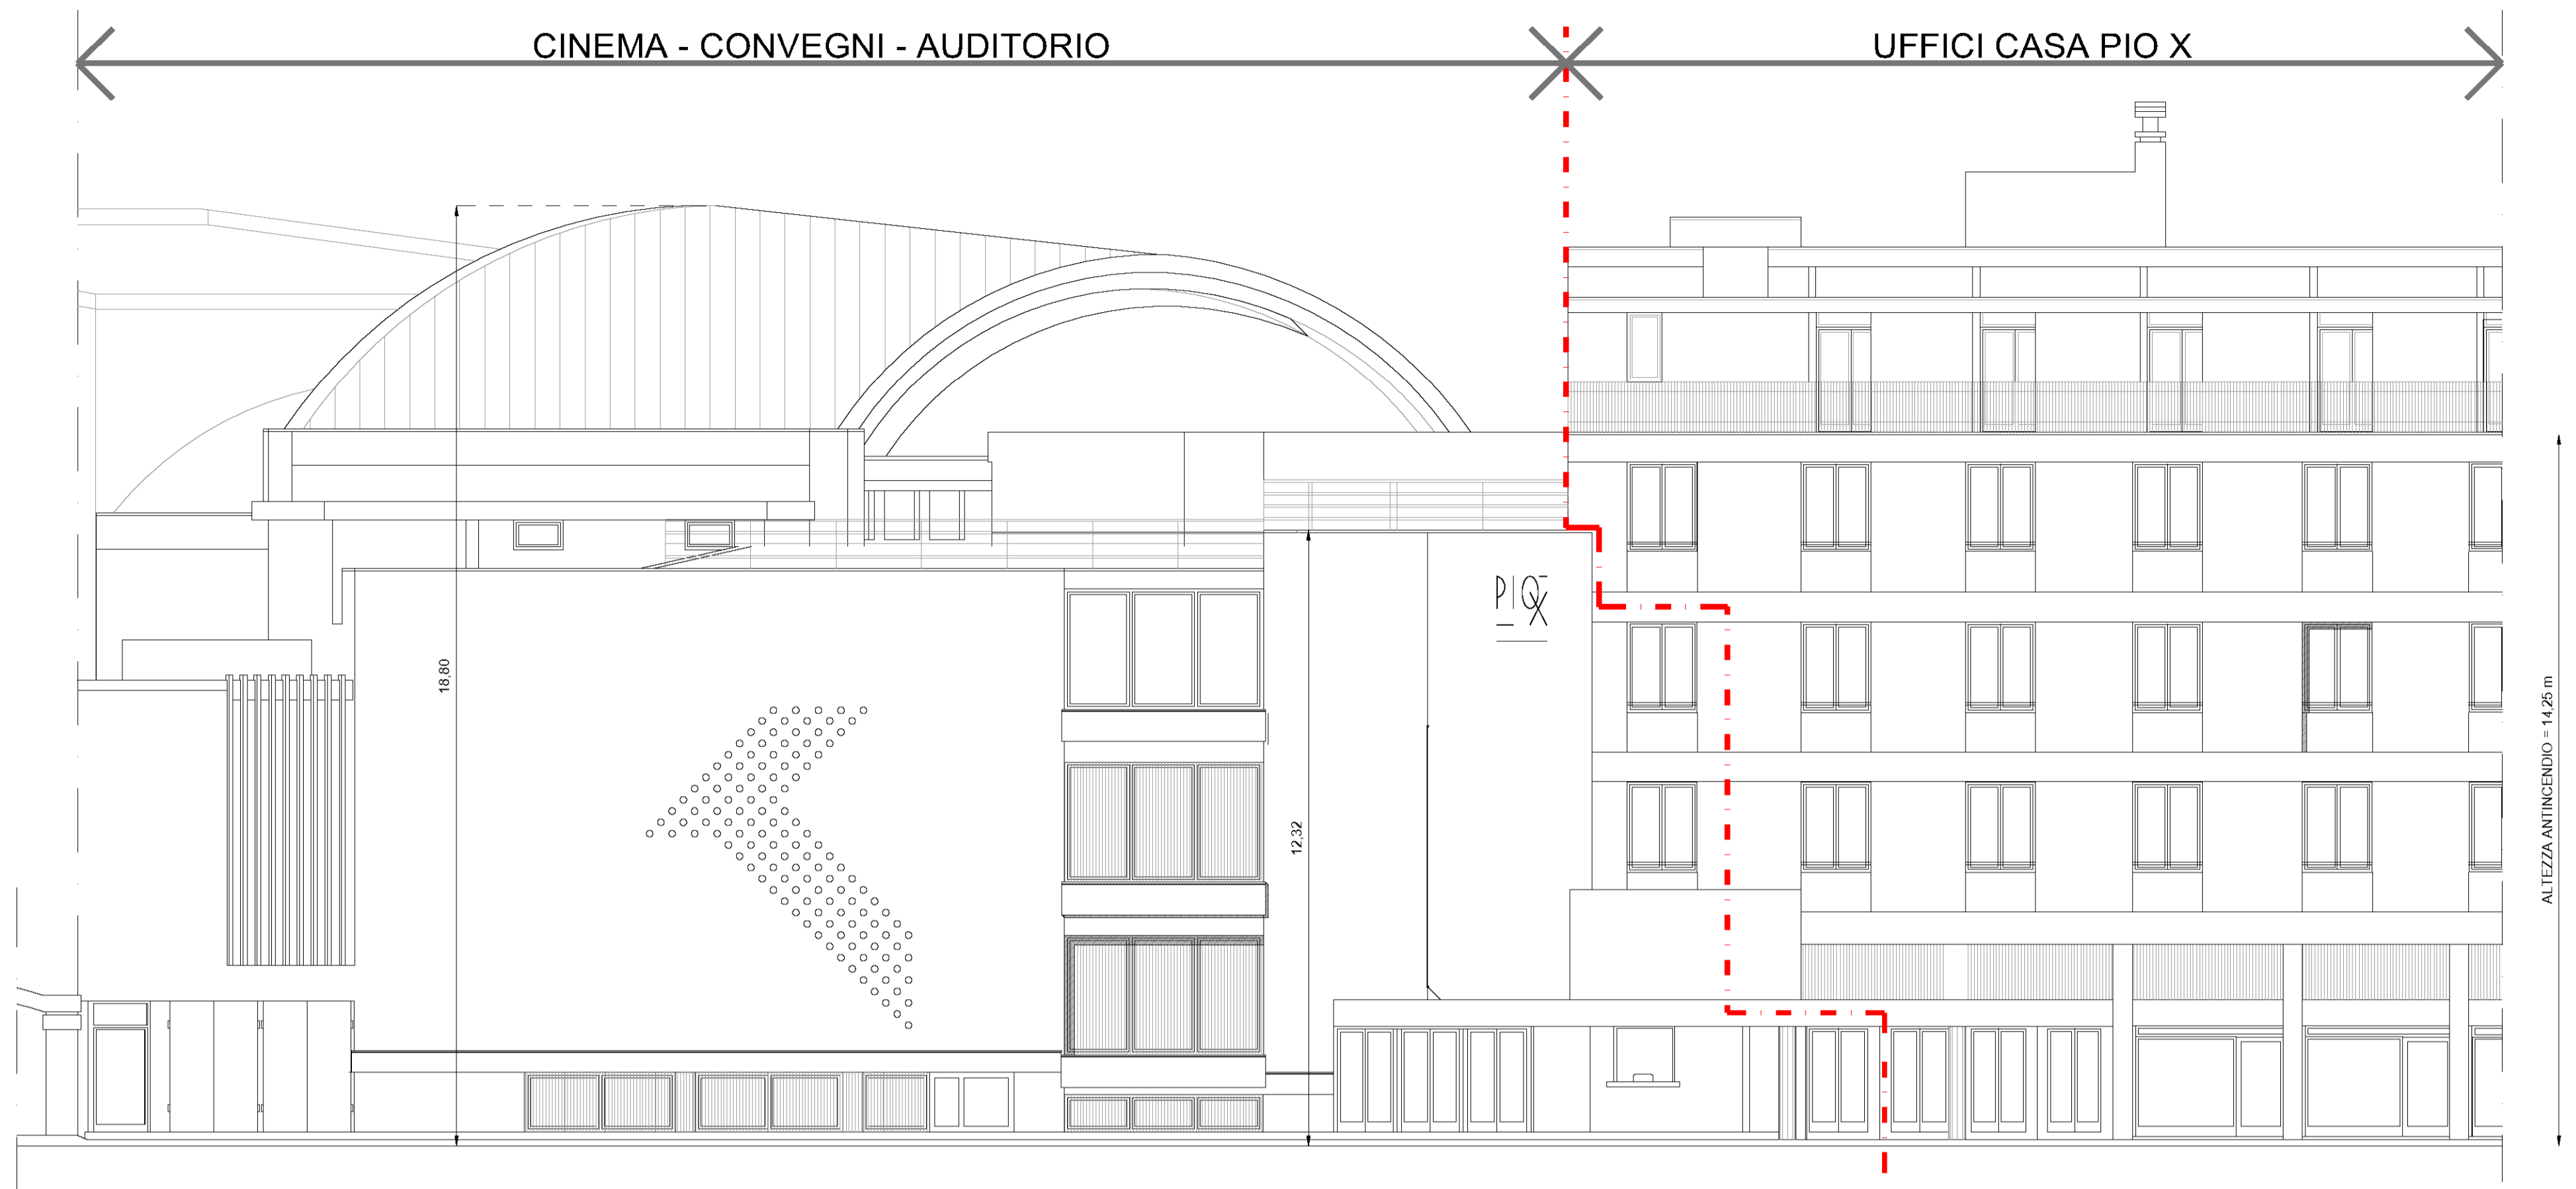 CINEMA - CONVEGNI - AUDITORIO
UFFICI CASA PIO X
PIO X
18,80
12,32
ALTEZZA ANTINCENDIO = 14,25 m